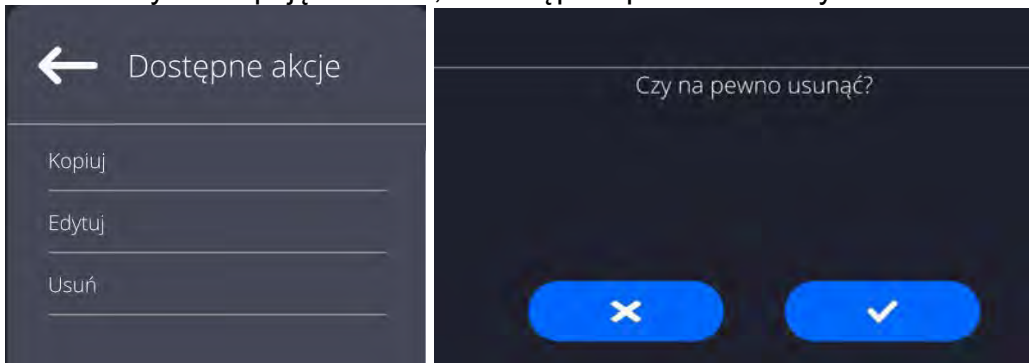 Dostępne akcje
Kopiuj
Edytuj
Usuń
Czy na pewno usunąć?